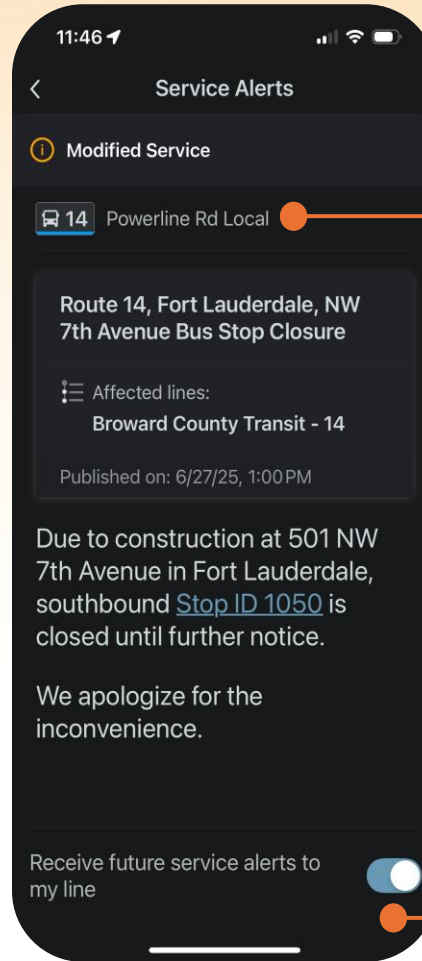 11:46
Service Alerts
Modified Service
14 Powerline Rd Local
Route 14, Fort Lauderdale, NW
7th Avenue Bus Stop Closure
Affected lines:
Broward County Transit - 14
Published on: 6/27/25, 1:00 PM
Due to construction at 501 NW
7th Avenue in Fort Lauderdale,
southbound Stop ID 1050 is
closed until further notice.
We apologize for the
inconvenience.
Receive future service alerts to
my line